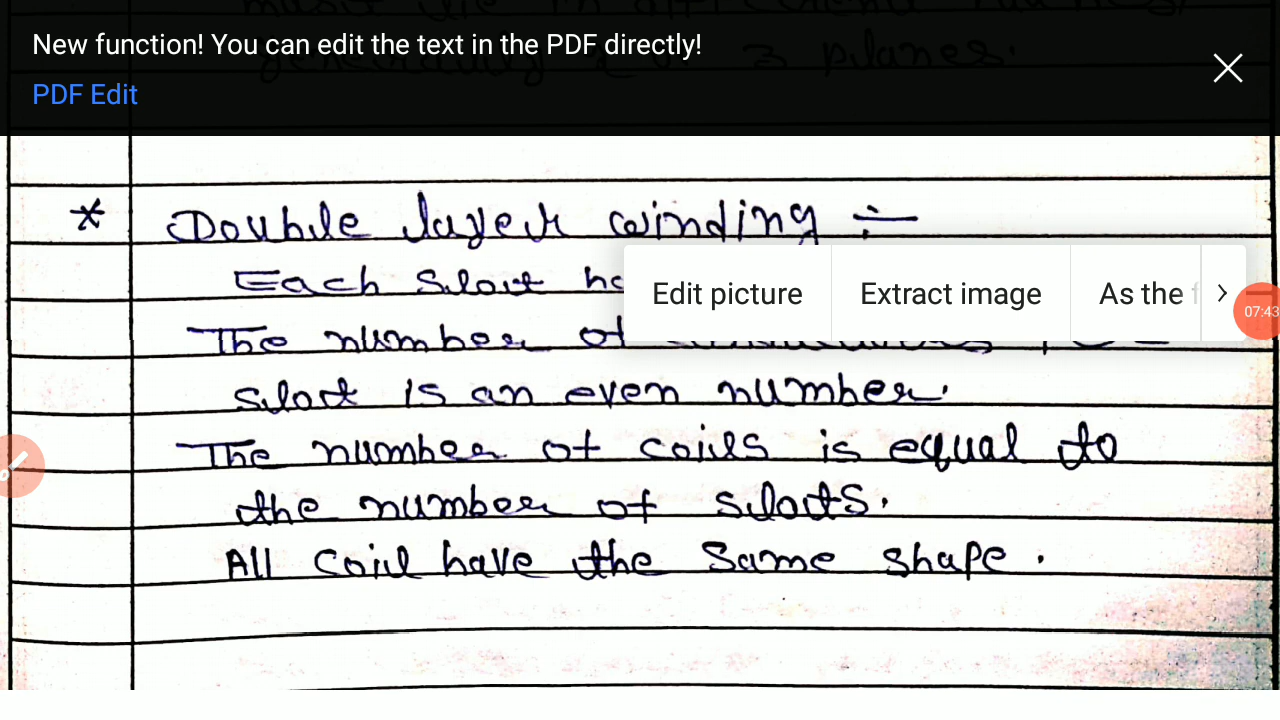 New function! You can edit the text in the PDF directly!
PDF Edit
3 planes.
* Double layer winding :-
Each Slot
Edit picture
Extract image
As the
07:43
The number of
slot is an even number.
The number of coils is equal to
the number of slots.
All Coil have the Same shape.